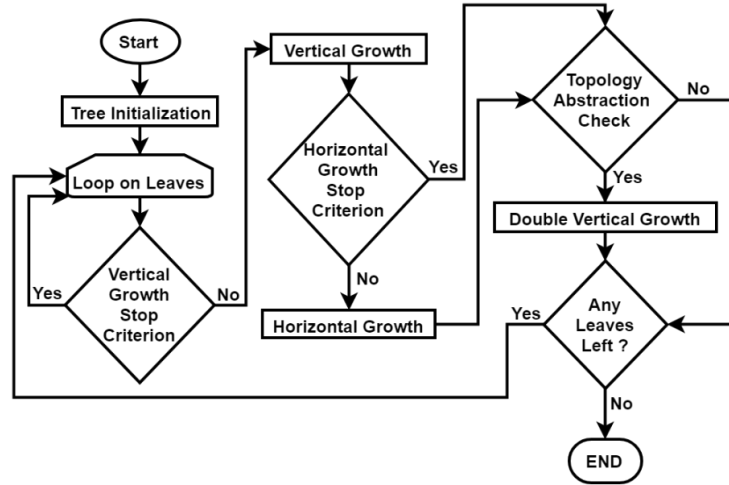 Start
Tree Initialization
Loop on Leaves
Vertical
Growth
Stop
Criterion
Yes
No
Vertical Growth
Horizontal
Growth
Stop
Criterion
Yes
No
Horizontal Growth
Topology
Abstraction
Check
No
Yes
Double Vertical Growth
Any
Leaves
Left ?
Yes
No
END